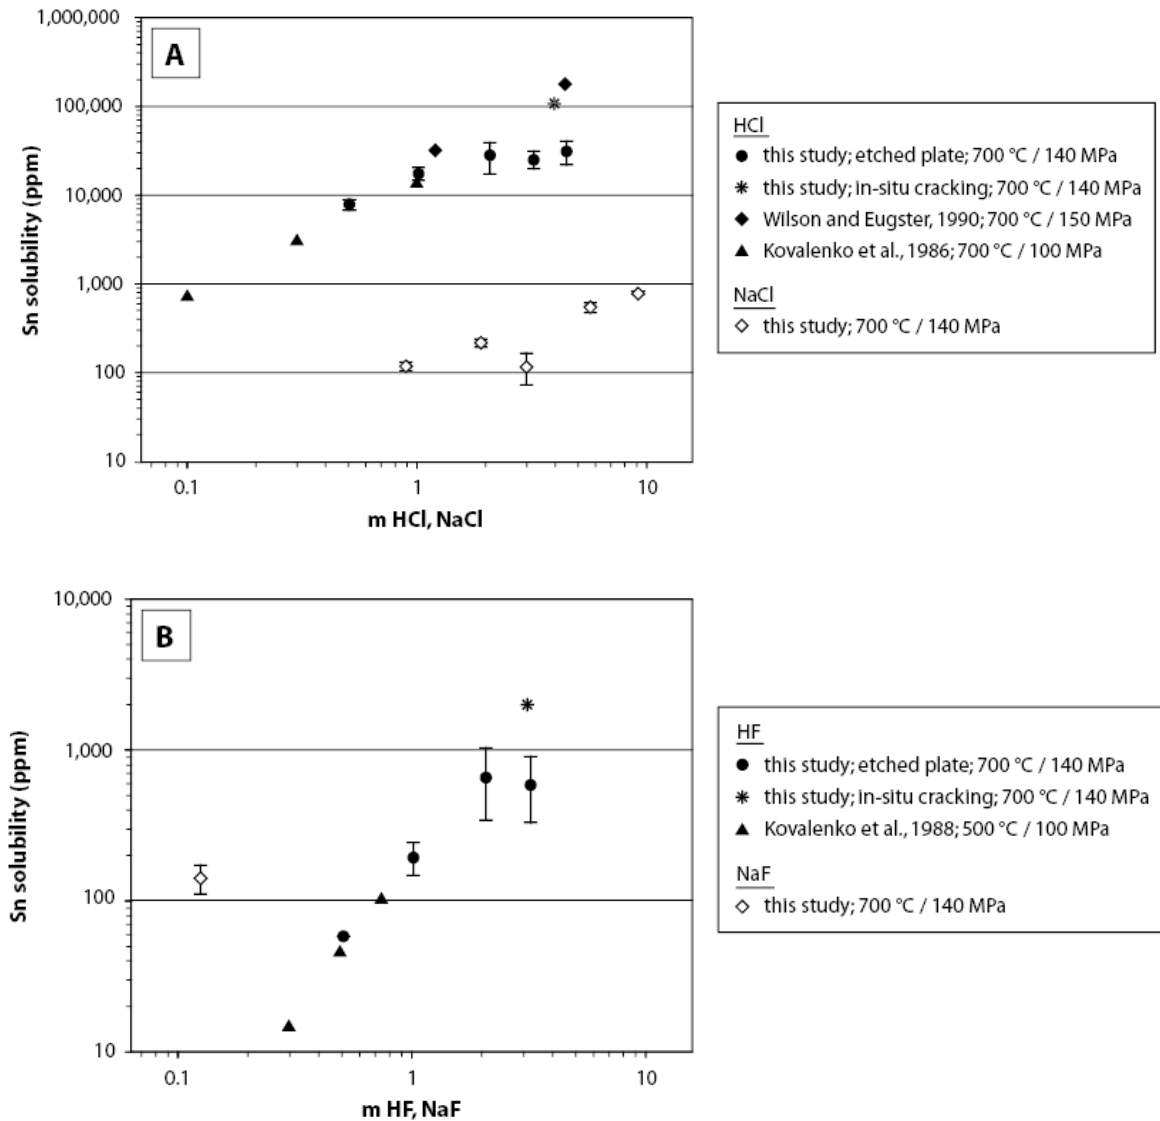 1,000,000
A
100,000
10,000
1,000
100
10
Sn solubility (ppm)
0.1 1 10
m HCl, NaCl
HCl
this study; etched plate; 700 °C / 140 MPa
this study; in-situ cracking; 700 °C / 140 MPa
Wilson and Eugster, 1990; 700 °C / 150 MPa
Kovalenko et al., 1986; 700 °C / 100 MPa
NaCl
this study; 700 °C / 140 MPa
10,000
B
1,000
100
10
Sn solubility (ppm)
0.1 1 10
m HF, NaF
HF
this study; etched plate; 700 °C / 140 MPa
this study; in-situ cracking; 700 °C / 140 MPa
Kovalenko et al., 1988; 500 °C / 100 MPa
NaF
this study; 700 °C / 140 MPa